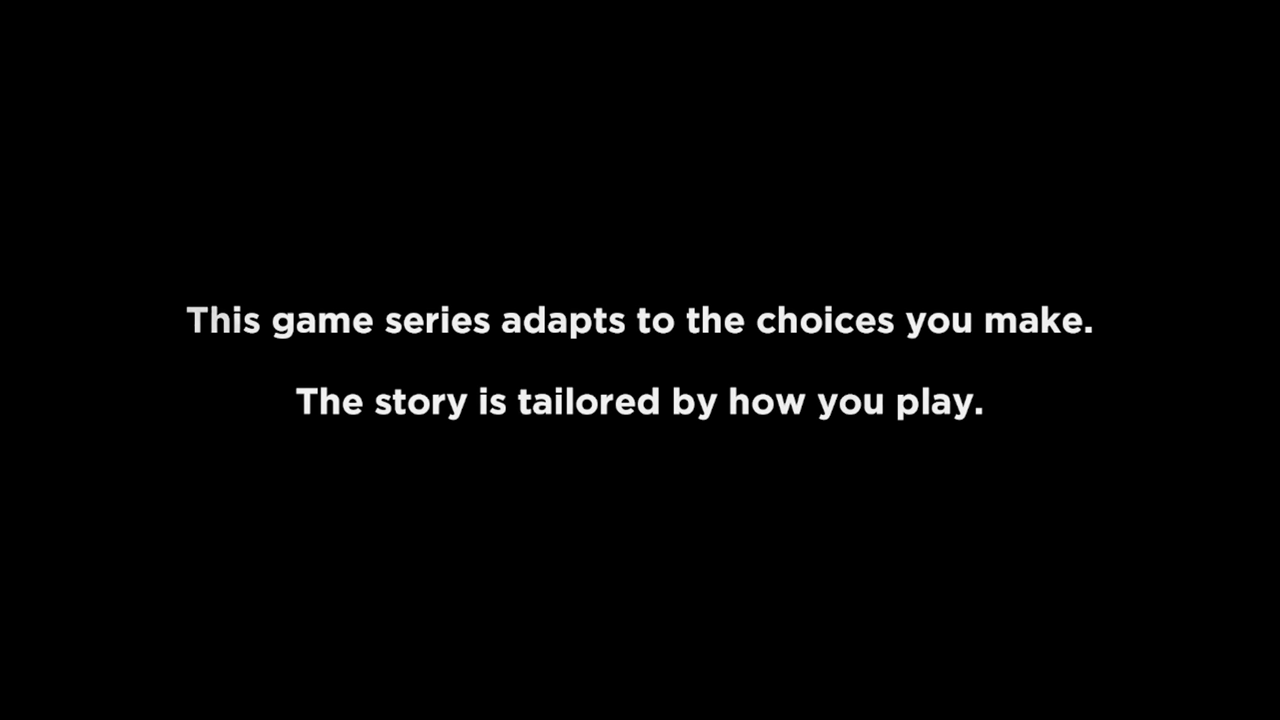 This game series adapts to the choices you make.
The story is tailored by how you play.